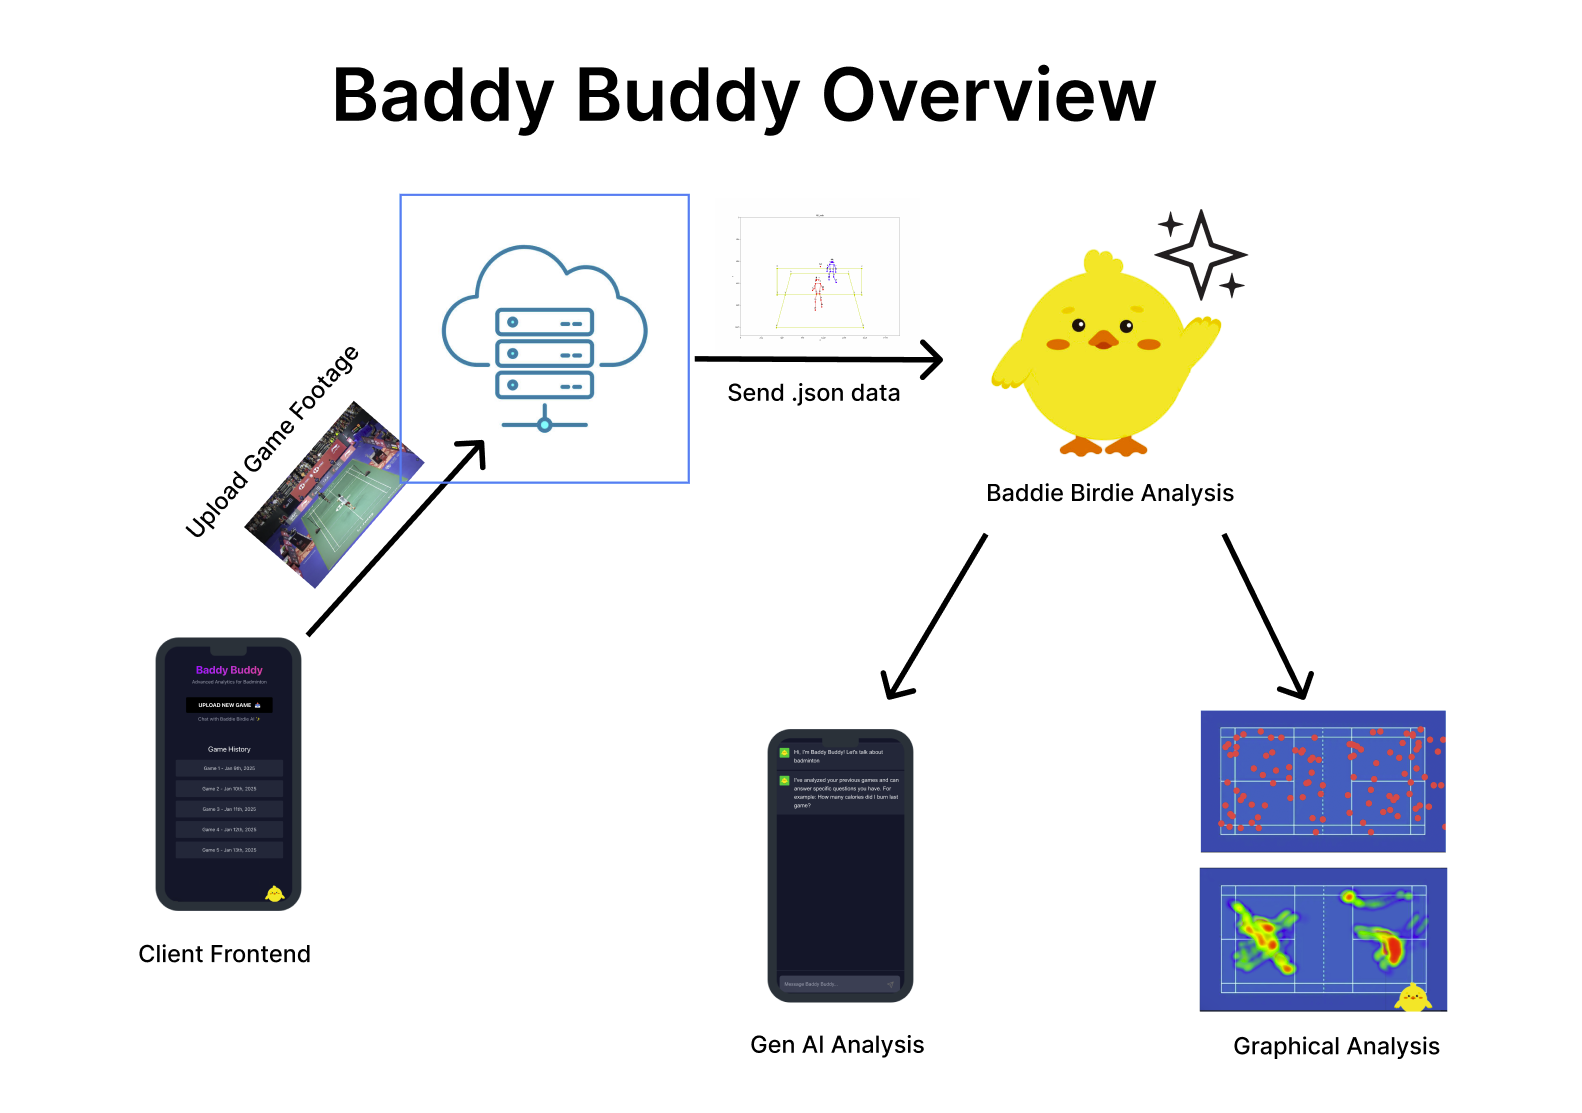 Baddy Buddy Overview
Upload Game Footage
Send .json data
Baddie Birdie Analysis
Baddy Buddy
Advanced Analytics for Badminton
UPLOAD NEW GAME
Chat with Baddie Birdie AI
Game History
Game 1 - Jan 9th, 2025
Game 2 - Jan 10th, 2025
Game 3 - Jan 11th, 2025
Game 4 - Jan 12th, 2025
Game 5 - Jan 13th, 2025
Client Frontend
Hi, I'm Baddy Buddy! Let's talk about
badminton
I've analyzed your previous games and can
answer specific questions you have. For
example: How many calories did I burn last
game?
Message Baddy Buddy...
Gen AI Analysis
Graphical Analysis